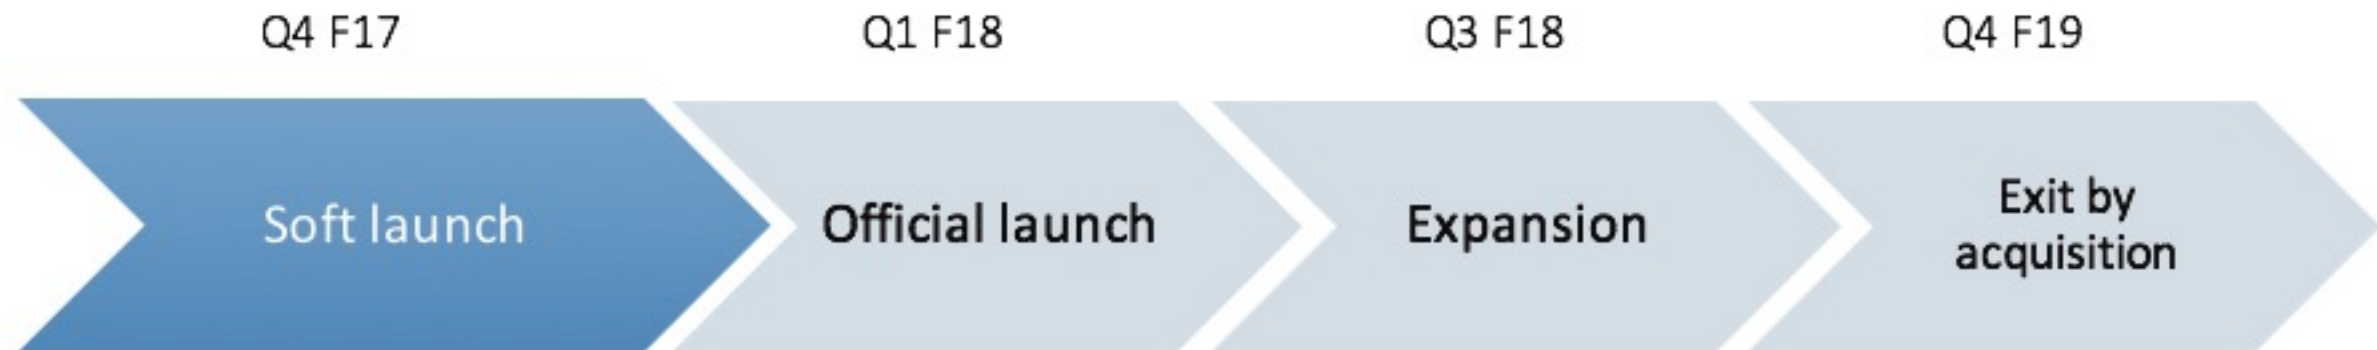 Q4 F17
Q1 F18
Q3 F18
Q4 F19
Soft launch
Official launch
Expansion
Exit by
acquisition